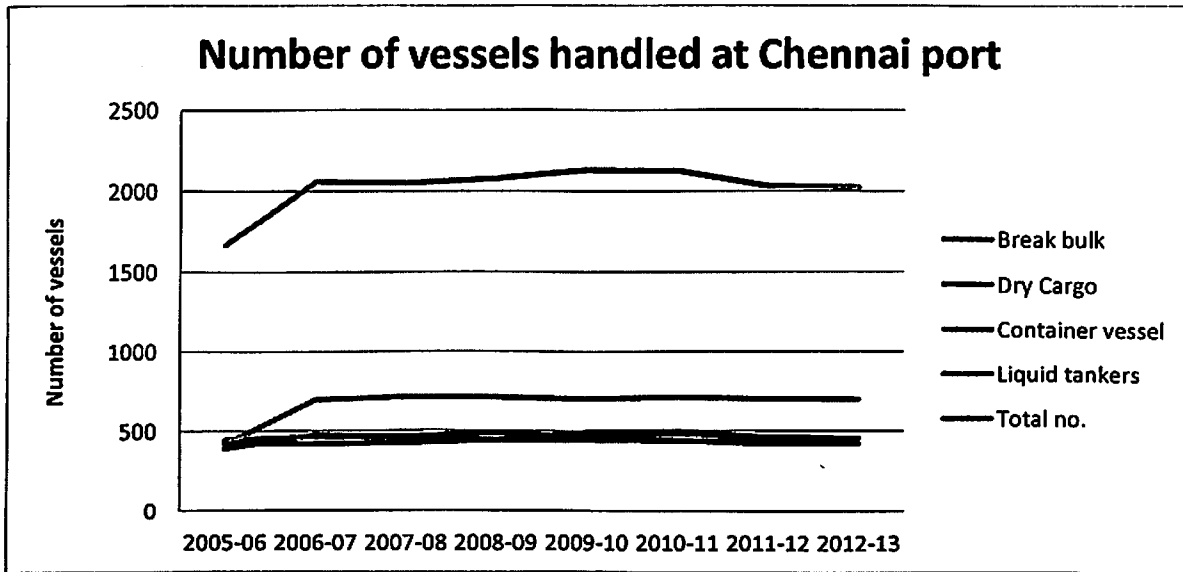 Number of vessels handled at Chennai port
Number of vessels
2500
2000
1500
1000
500
0
2005-06 2006-07 2007-08 2008-09 2009-10 2010-11 2011-12 2012-13
Break bulk
Dry Cargo
Container vessel
Liquid tankers
Total no.